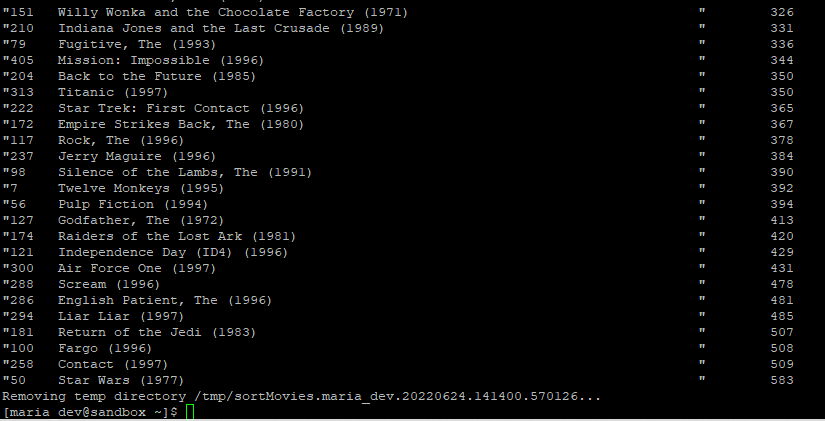 "151   Willy Wonka and the Chocolate Factory (1971)   "   326
"210   Indiana Jones and the Last Crusade (1989)   "   331
"79   Fugitive, The (1993)   "   336
"405   Mission: Impossible (1996)   "   344
"204   Back to the Future (1985)   "   350
"313   Titanic (1997)   "   350
"222   Star Trek: First Contact (1996)   "   365
"172   Empire Strikes Back, The (1980)   "   367
"117   Rock, The (1996)   "   378
"237   Jerry Maguire (1996)   "   384
"98   Silence of the Lambs, The (1991)   "   390
"7   Twelve Monkeys (1995)   "   392
"56   Pulp Fiction (1994)   "   394
"127   Godfather, The (1972)   "   413
"174   Raiders of the Lost Ark (1981)   "   420
"121   Independence Day (ID4) (1996)   "   429
"300   Air Force One (1997)   "   431
"288   Scream (1996)   "   478
"286   English Patient, The (1996)   "   481
"294   Liar Liar (1997)   "   485
"181   Return of the Jedi (1983)   "   507
"100   Fargo (1996)   "   508
"258   Contact (1997)   "   509
"50   Star Wars (1977)   "   583
Removing temp directory /tmp/sortMovies.maria_dev.20220624.141400.570126...
[maria_dev@sandbox ~]$